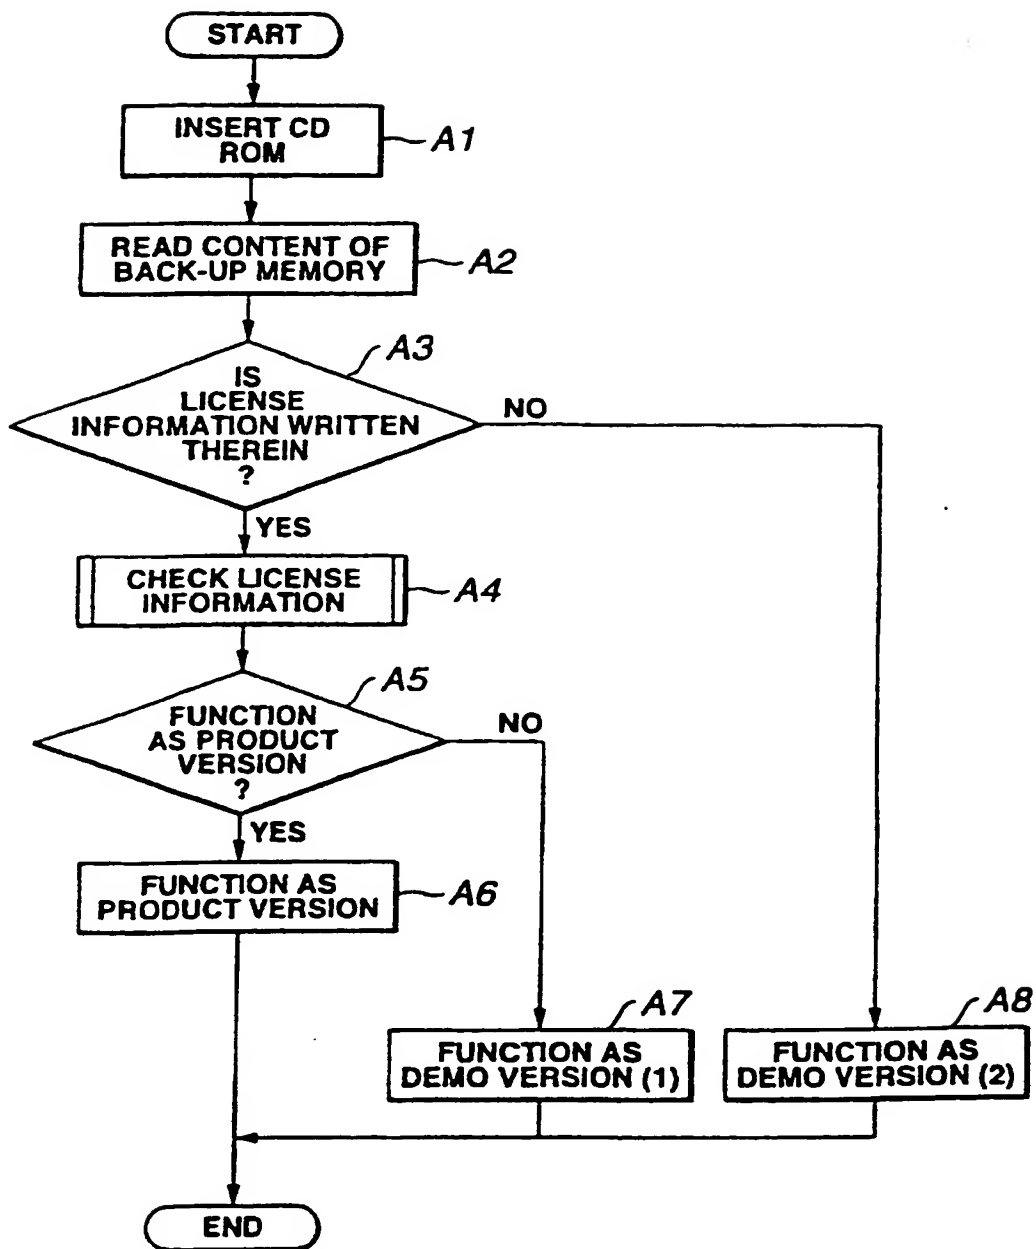 START
INSERT CD
ROM
A1
READ CONTENT OF
BACK-UP MEMORY
A2
A3
IS
LICENSE
INFORMATION WRITTEN
THEREIN
?
NO
YES
CHECK LICENSE
INFORMATION
A4
A5
FUNCTION
AS PRODUCT
VERSION
?
NO
YES
FUNCTION AS
PRODUCT VERSION
A6
A7
FUNCTION AS
DEMO VERSION (1)
A8
FUNCTION AS
DEMO VERSION (2)
END